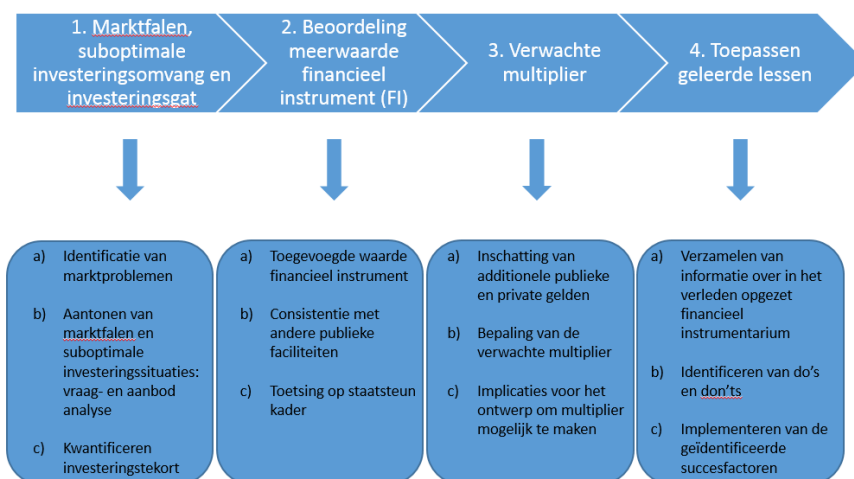 1. Marktfalen,
suboptimale
investeringsomvang en
investeringsgat
2. Beoordeling
meerwaarde
financieel
instrument (FI)
3. Verwachte
multiplier
4. Toepassen
geleerde lessen
a) Identificatie van
marktproblemen
b) Aantonen van
marktfalen en
suboptimale
investeringssituaties:
vraag- en aanbod
analyse
c) Kwantificeren
investeringstekort
a) Toegevoegde waarde
financieel instrument
b) Consistentie met
andere publieke
faciliteiten
c) Toetsing op staatsteun
kader
a) Inschatting van
additionele publieke
en private gelden
b) Bepaling van de
verwachte multiplier
c) Implicaties voor het
ontwerp om multiplier
mogelijk te maken
a) Verzamelen van
informatie over in het
verleden opgezet
financieel
instrumentarium
b) Identificeren van do's
en don'ts
c) Implementeren van de
geïdentificeerde
succesfactoren